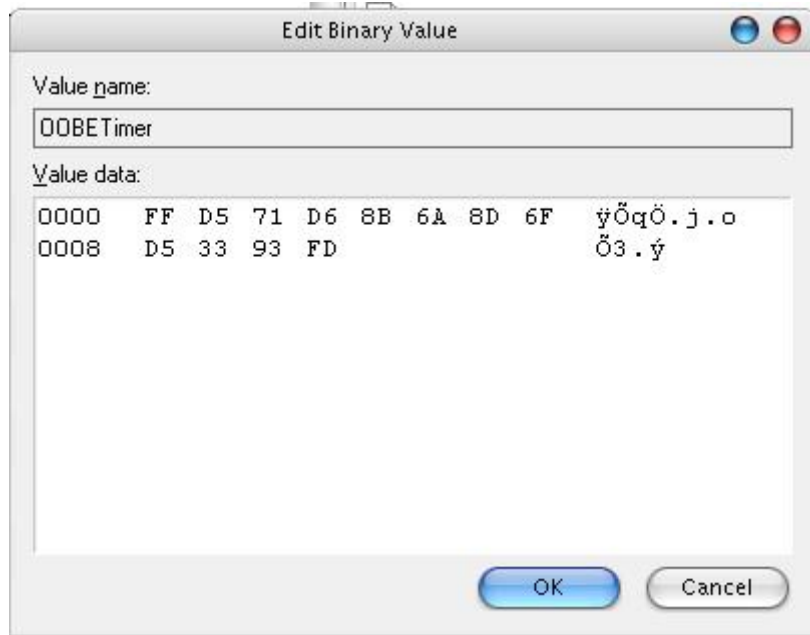 Edit Binary Value
Value name:
OOBETimer
Value data:
0000 FF D5 71 D6 8B 6A 8D 6F ÿÕqÖ.j.o
0008 D5 33 93 FD Õ3.ý
OK Cancel